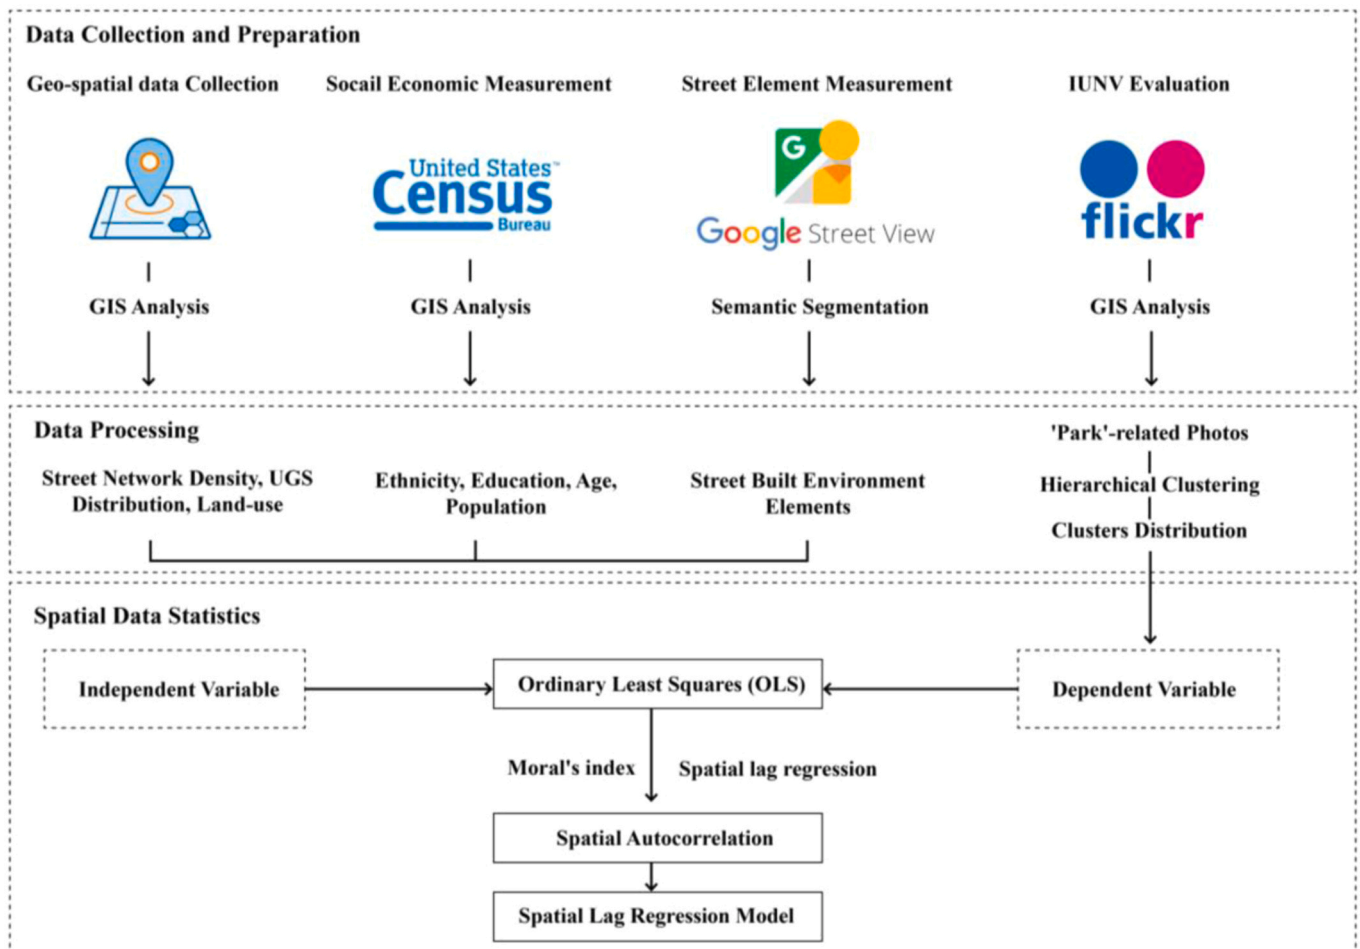 Data Collection and Preparation
Geo-spatial data Collection
Socail Economic Measurement
Street Element Measurement
IUNV Evaluation
G
United States™
Census
Bureau
Google Street View
flickr
GIS Analysis
GIS Analysis
Semantic Segmentation
GIS Analysis
Data Processing
Street Network Density, UGS
Distribution, Land-use
Ethnicity, Education, Age,
Population
Street Built Environment
Elements
'Park'-related Photos
Hierarchical Clustering
Clusters Distribution
Spatial Data Statistics
Independent Variable
Ordinary Least Squares (OLS)
Dependent Variable
Moral's index
Spatial lag regression
Spatial Autocorrelation
Spatial Lag Regression Model